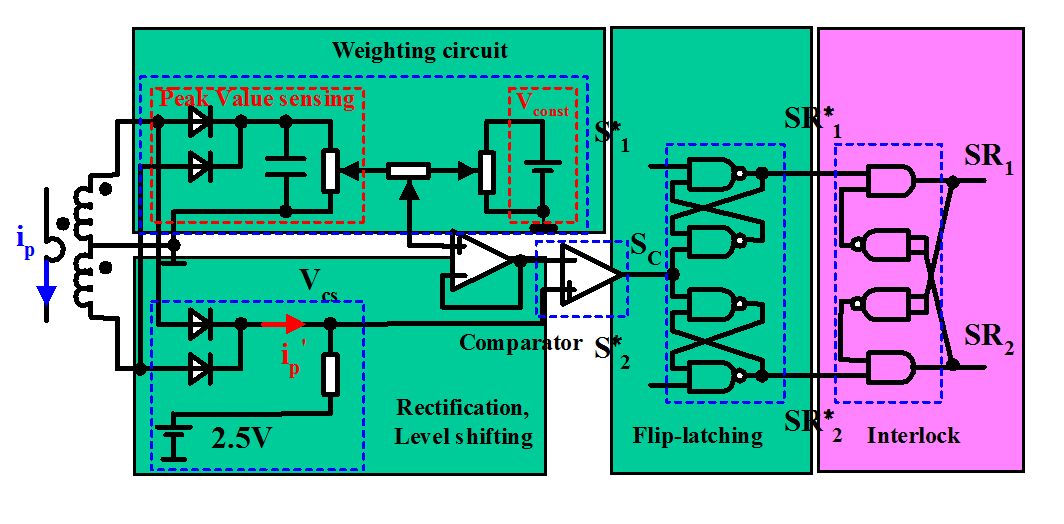 Weighting circuit
Peak Value sensing
Vconst
S*1
SR*1
SR1
ip
Vcs
SC
ip'
Comparator
S*2
SR2
Rectification,
Level shifting
2.5V
SR*2
Flip-latching
Interlock